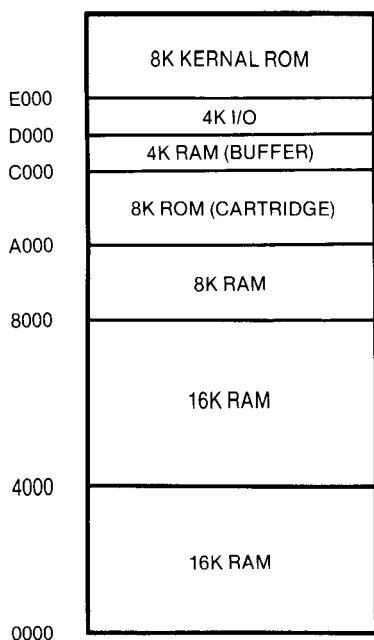 8K KERNAL ROM
E000
4K I/O
D000
4K RAM (BUFFER)
C000
8K ROM (CARTRIDGE)
A000
8K RAM
8000
16K RAM
4000
16K RAM
0000